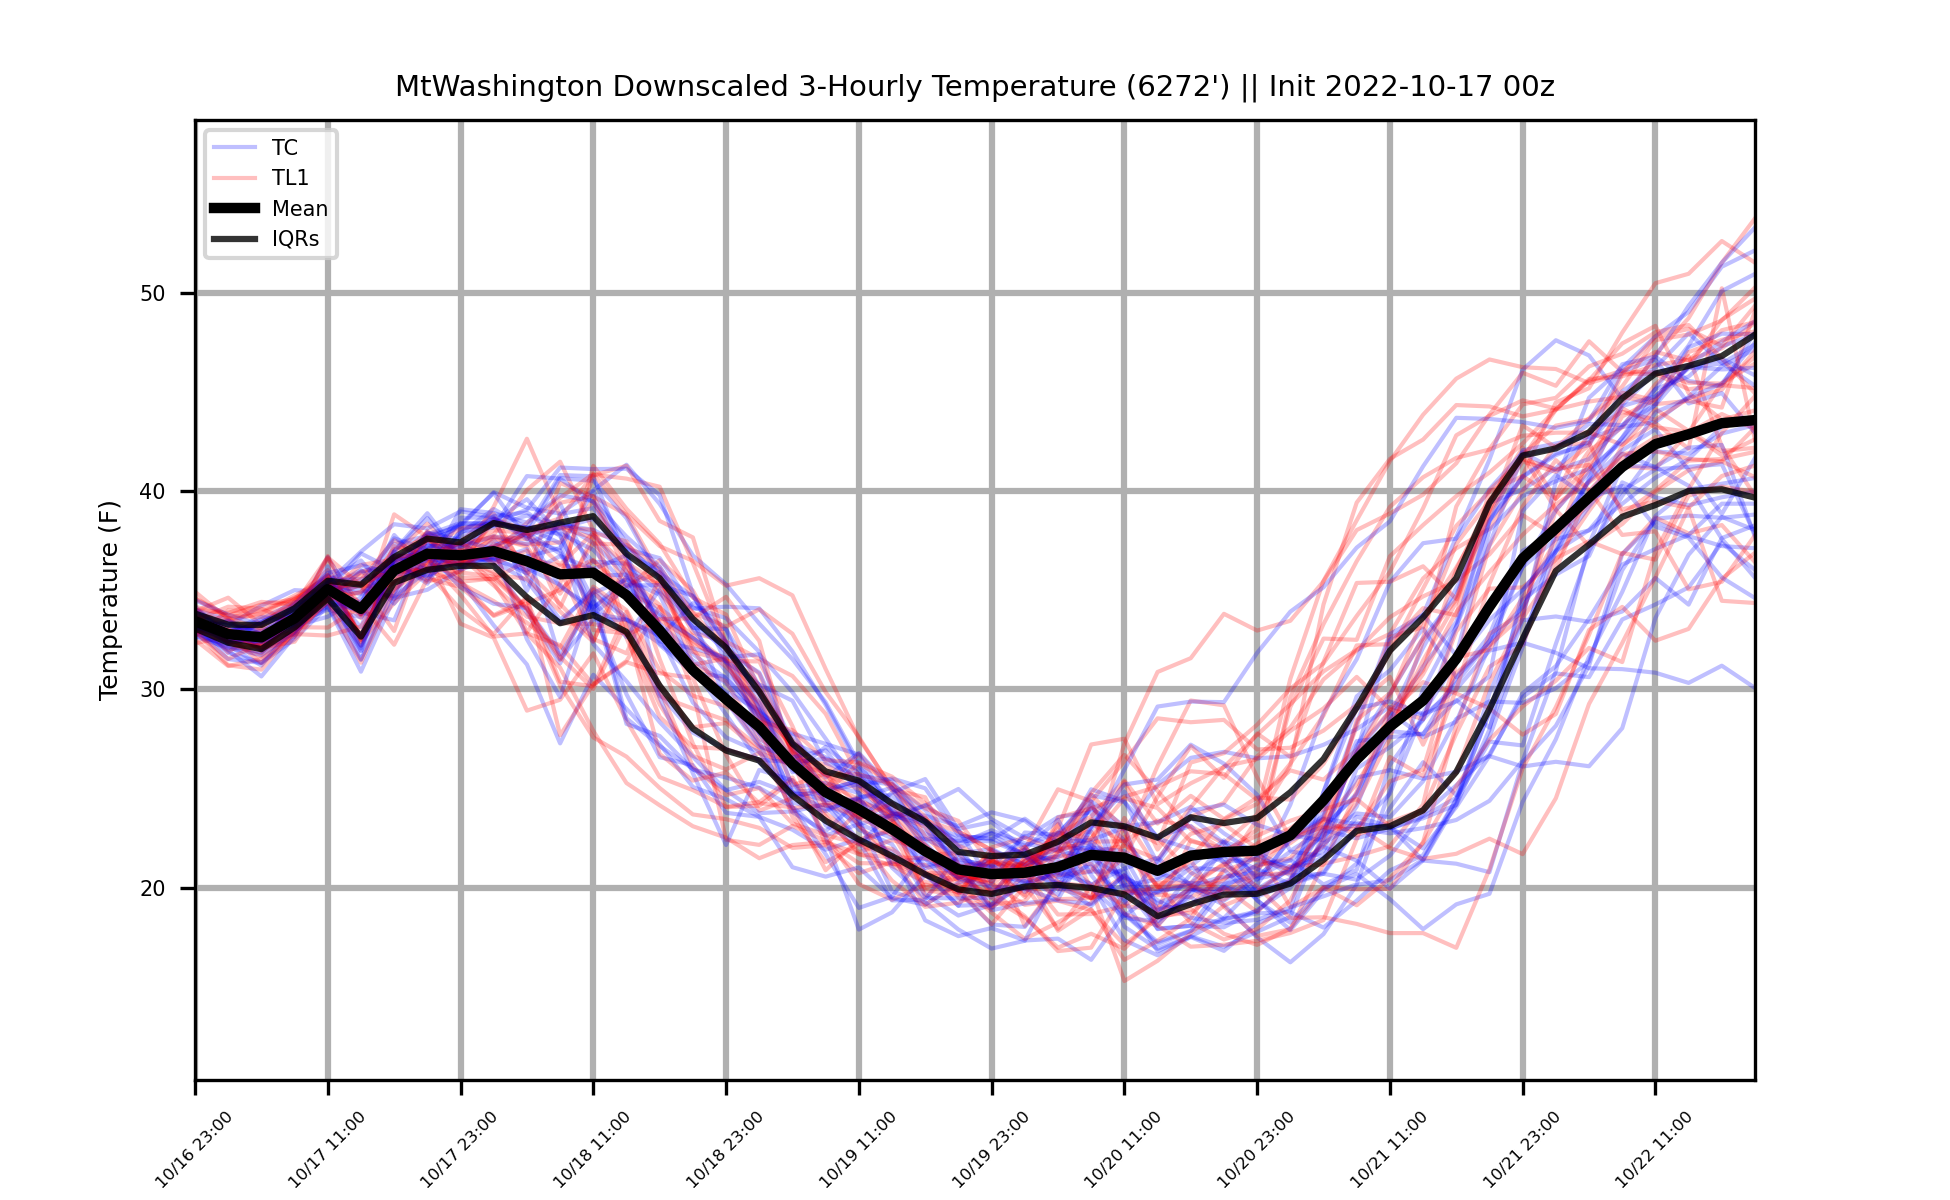 MtWashington Downscaled 3-Hourly Temperature (6272') || Init 2022-10-17 00z
TC
TL1
Mean
IQRs
Temperature (F)
50
40
30
20
10/16 23:00
10/17 11:00
10/17 23:00
10/18 11:00
10/18 23:00
10/19 11:00
10/19 23:00
10/20 11:00
10/20 23:00
10/21 11:00
10/21 23:00
10/22 11:00